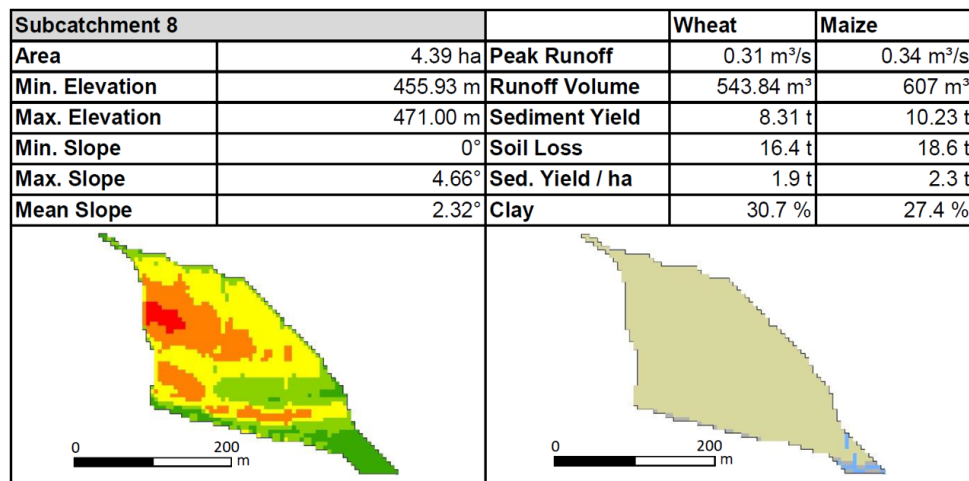 Subcatchment 8 Wheat Maize
Area 4.39 ha Peak Runoff 0.31 m³/s 0.34 m³/s
Min. Elevation 455.93 m Runoff Volume 543.84 m³ 607 m³
Max. Elevation 471.00 m Sediment Yield 8.31 t 10.23 t
Min. Slope 0° Soil Loss 16.4 t 18.6 t
Max. Slope 4.66° Sed. Yield / ha 1.9 t 2.3 t
Mean Slope 2.32° Clay 30.7 % 27.4 %
0 200 m
0 200 m